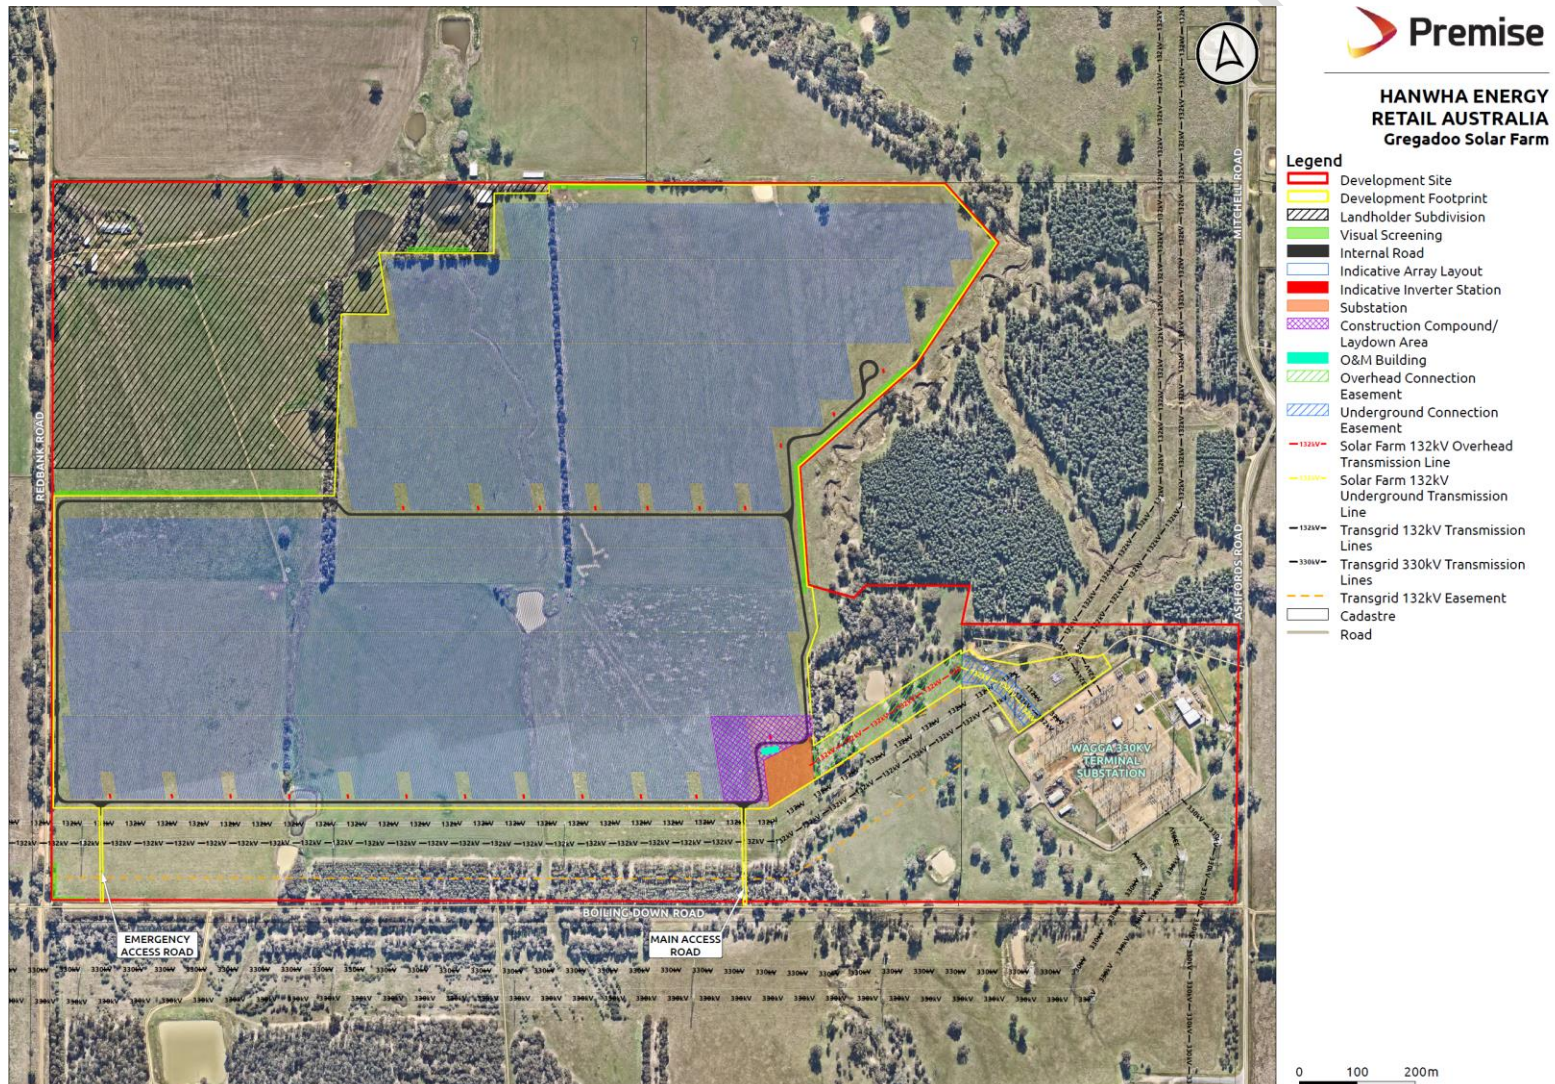 Premise
HANWHA ENERGY
RETAIL AUSTRALIA
Gregadoo Solar Farm
Legend
Development Site
Development Footprint
Landholder Subdivision
Visual Screening
Internal Road
Indicative Array Layout
Indicative Inverter Station
Substation
Construction Compound/
Laydown Area
O&M Building
Overhead Connection
Easement
Underground Connection
Easement
132kV
Solar Farm 132kV Overhead
Transmission Line
Solar Farm 132kV
Underground Transmission
Line
132kV
Transgrid 132kV Transmission
Lines
330kV
Transgrid 330kV Transmission
Lines
Transgrid 132kV Easement
Cadastre
Road
MITCHELL ROAD
REDBANK ROAD
ASHFORDS ROAD
WAGGA 330KV
TERMINAL
SUBSTATION
BOILING DOWN ROAD
EMERGENCY
ACCESS ROAD
MAIN ACCESS
ROAD
0 100 200m